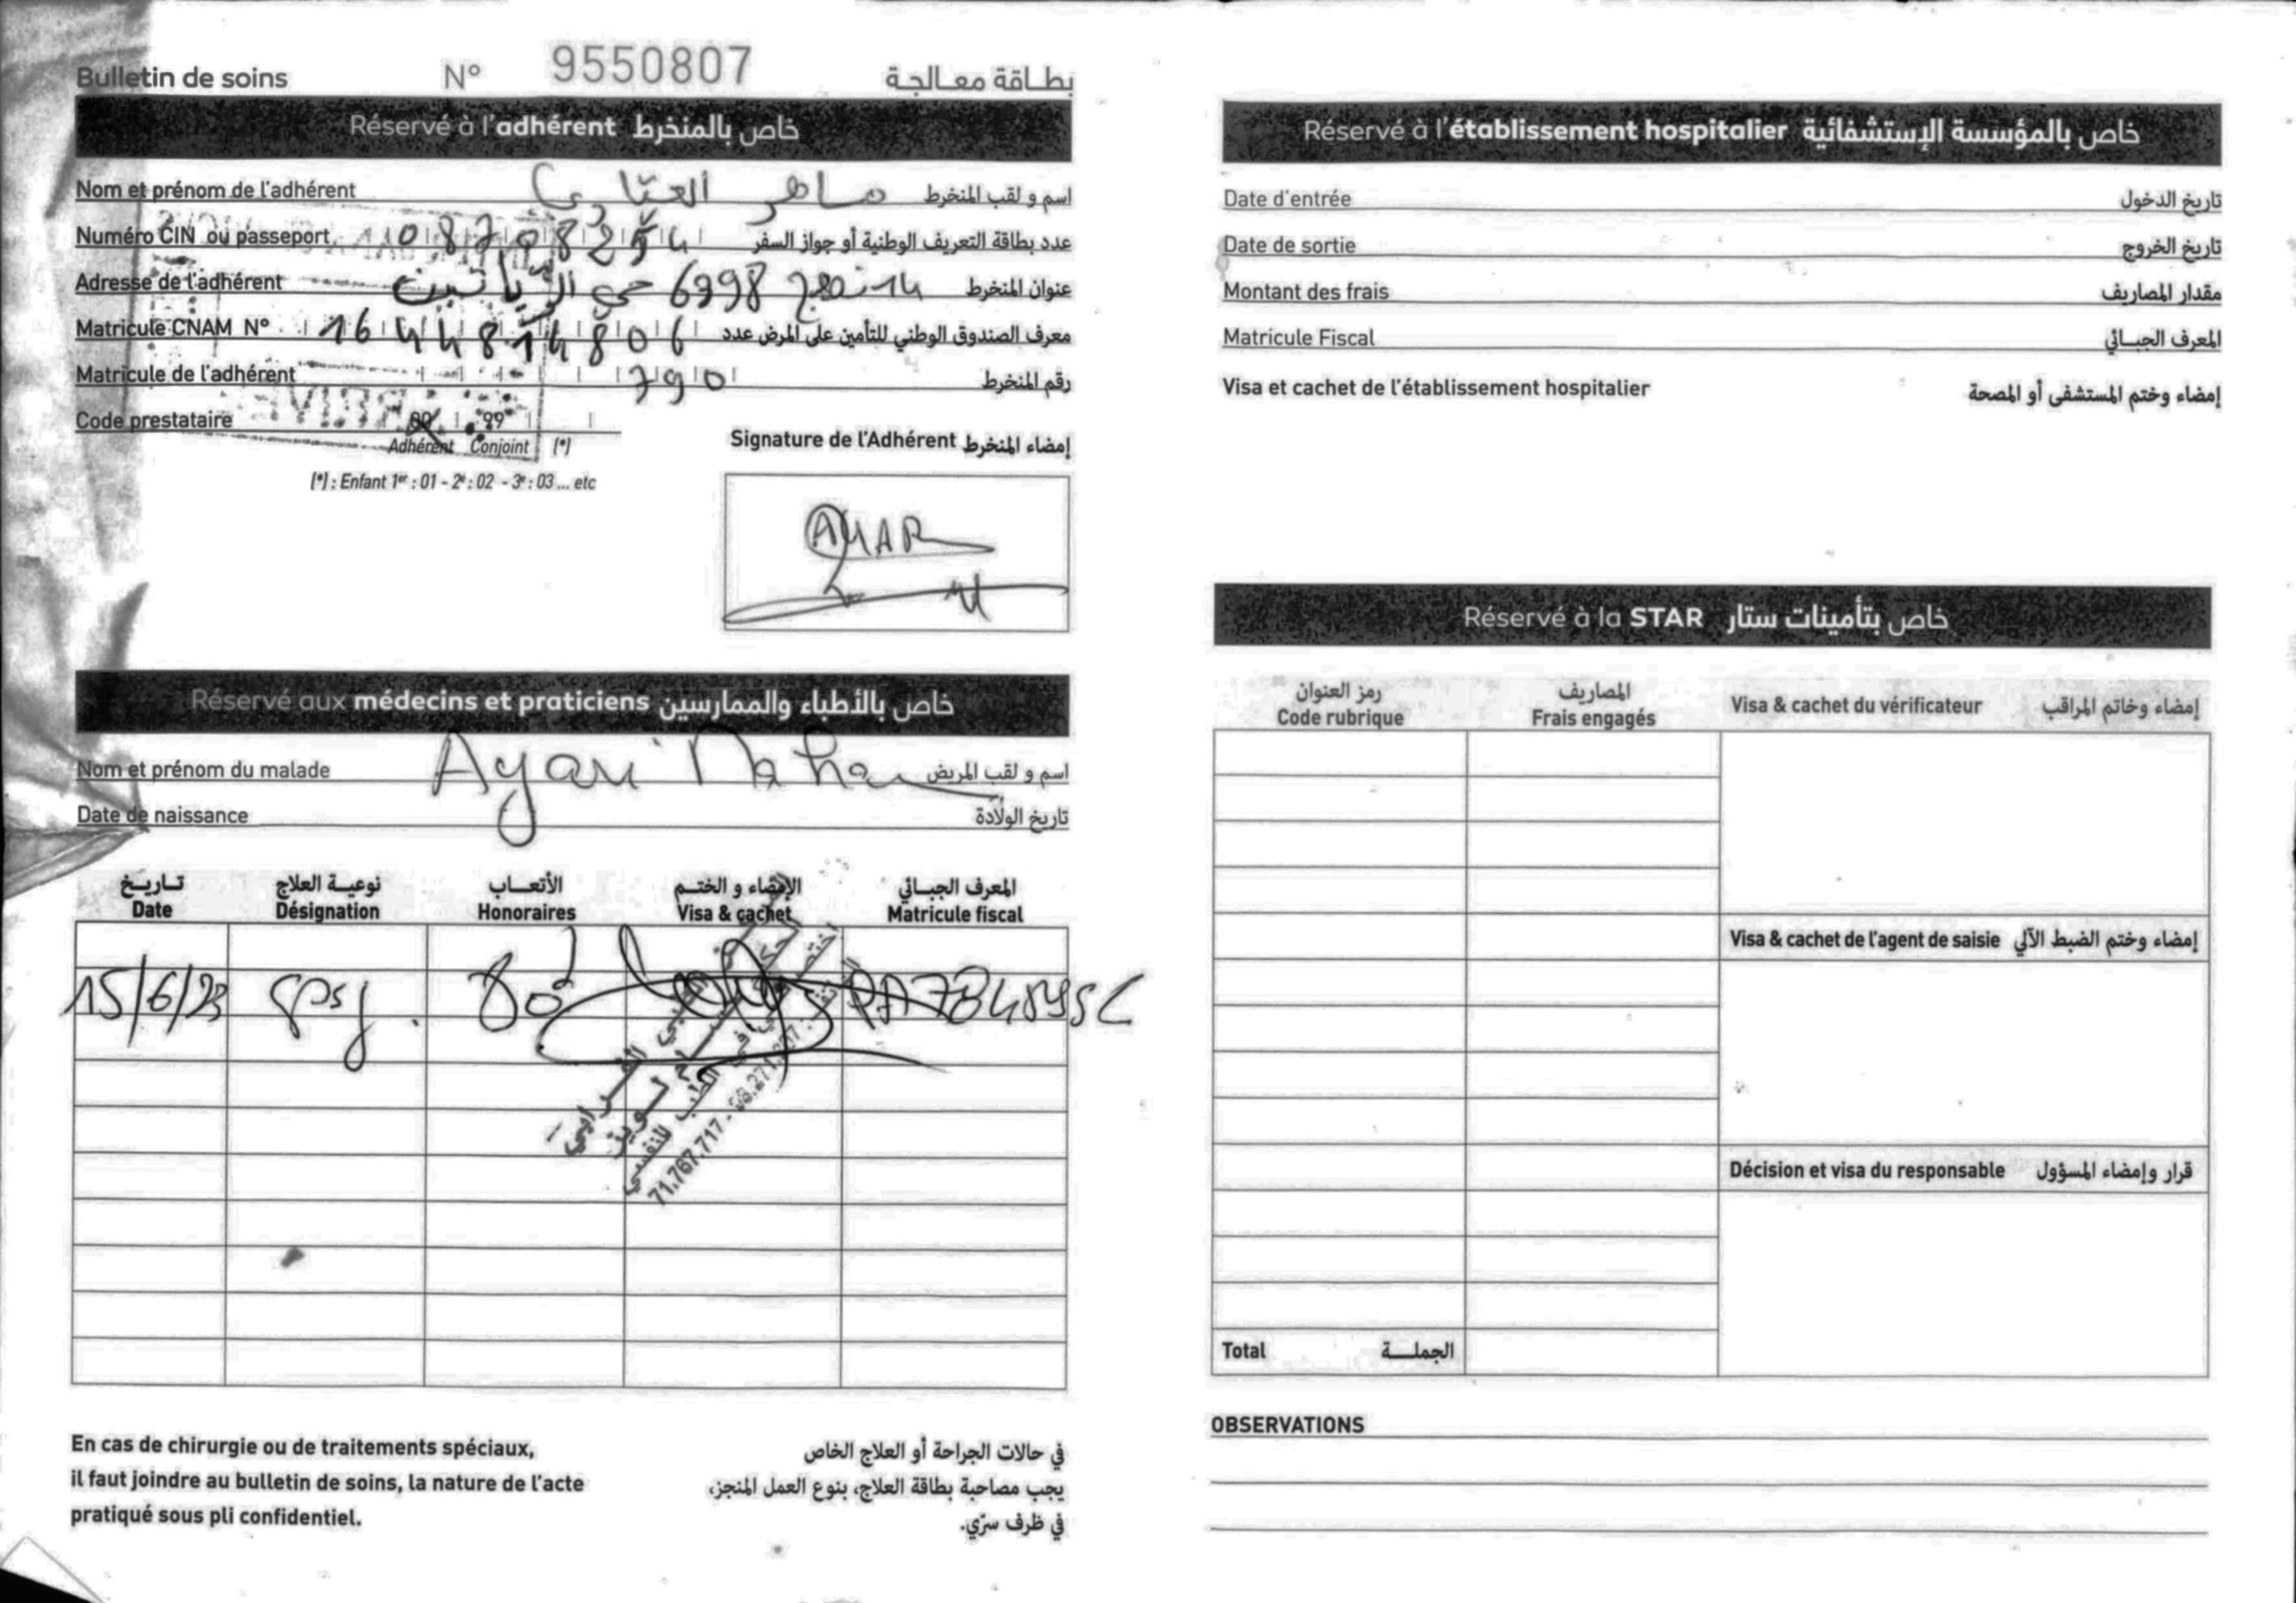 Bulletin de soins N° 9550807 بطاقة معالجة
Réservé à l'adhérent خاص بالمنخرط
Nom et prénom de l'adhérent ماهر العيّاري اسم و لقب المنخرط
Numéro CIN ou passeport عدد بطاقة التعريف الوطنية أو جواز السفر
Adresse de l'adhérent 14 نهج 6998 حي الزياتين عنوان المنخرط
Matricule CNAM N° 1644814806 معرف الصندوق الوطني للتأمين على المرض عدد
Matricule de l'adhérent 790 رقم المنخرط
Code prestataire 00 99
Adhérent Conjoint (*)
(*) : Enfant 1er : 01 - 2e : 02 - 3e : 03 ... etc
Signature de l'Adhérent إمضاء المنخرط
AYARI
Réservé aux médecins et praticiens خاص بالأطباء والممارسين
Nom et prénom du malade Ayari Maher اسم و لقب المريض
Date de naissance تاريخ الولادة
تاريخ نوعية العلاج الأتعاب الإمضاء و الختم المعرف الجبائي
Date Désignation Honoraires Visa & cachet Matricule fiscal
15/6/23 80d
71.767.717 -
En cas de chirurgie ou de traitements spéciaux,
il faut joindre au bulletin de soins, la nature de l'acte
pratiqué sous pli confidentiel.
في حالات الجراحة أو العلاج الخاص
يجب مصاحبة بطاقة العلاج، بنوع العمل المنجز،
في ظرف سرّي.
Réservé à l'établissement hospitalier خاص بالمؤسسة الإستشفائية
Date d'entrée تاريخ الدخول
Date de sortie تاريخ الخروج
Montant des frais مقدار المصاريف
Matricule Fiscal المعرف الجبائي
Visa et cachet de l'établissement hospitalier إمضاء وختم المستشفى أو المصحة
Réservé à la STAR خاص بتأمينات ستار
رمز العنوان المصاريف
Code rubrique Frais engagés Visa & cachet du vérificateur إمضاء وخاتم المراقب
Visa & cachet de l'agent de saisie إمضاء وختم الضبط الآلي
Décision et visa du responsable قرار وإمضاء المسؤول
Total الجملة
OBSERVATIONS